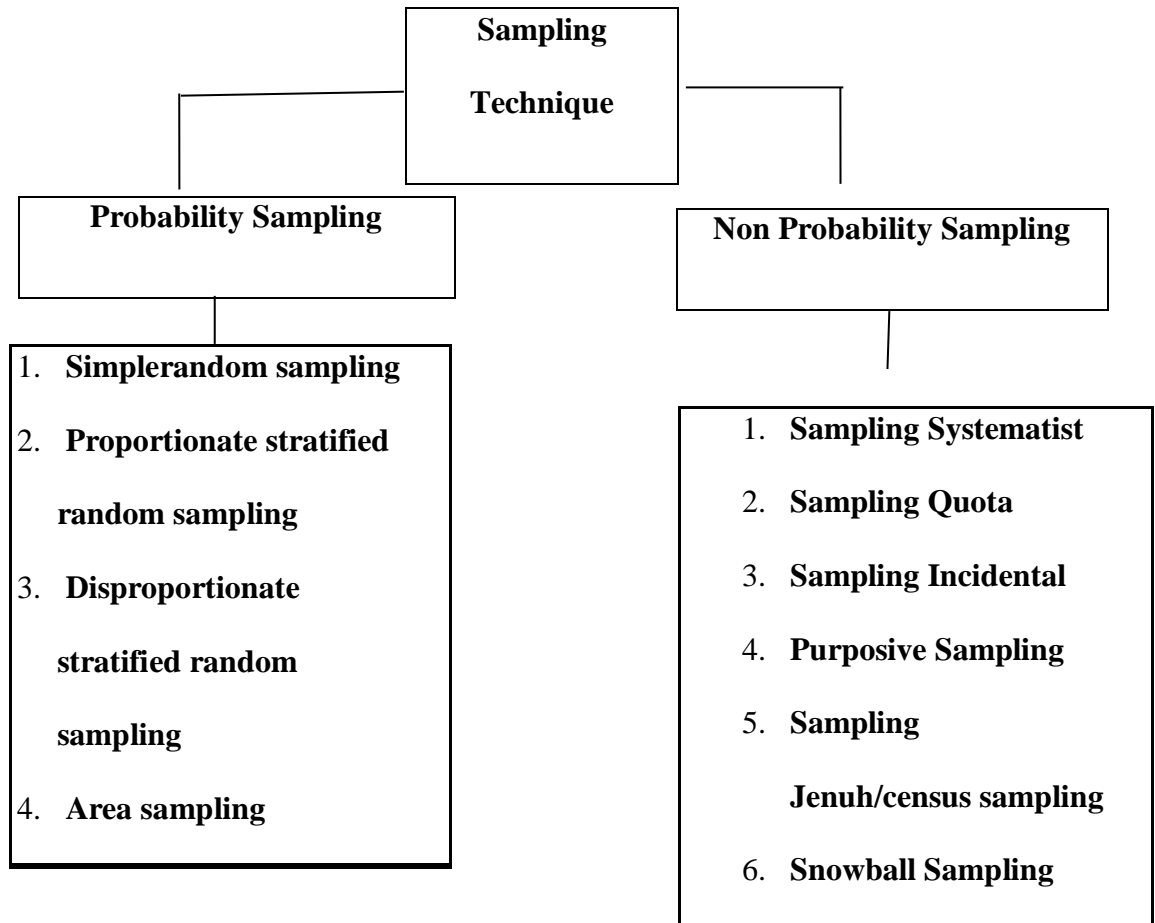 Sampling
Technique
Probability Sampling
Non Probability Sampling
1. Simplerandom sampling
2. Proportionate stratified
random sampling
3. Disproportionate
stratified random
sampling
4. Area sampling
1. Sampling Systematist
2. Sampling Quota
3. Sampling Incidental
4. Purposive Sampling
5. Sampling
Jenuh/census sampling
6. Snowball Sampling